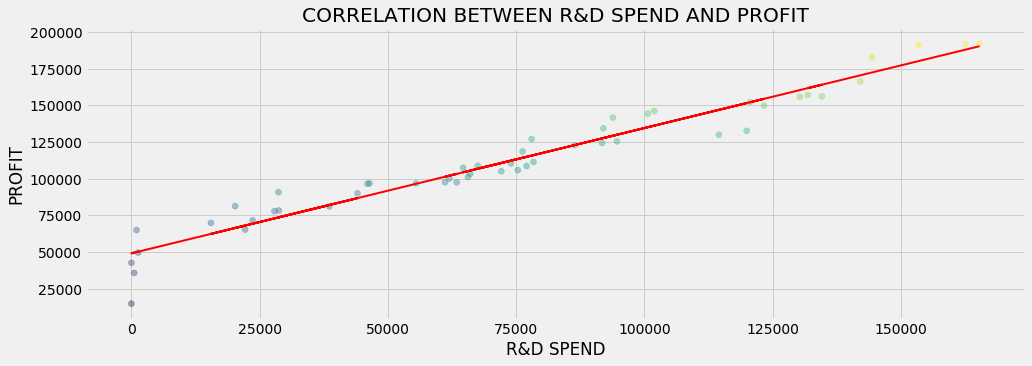 CORRELATION BETWEEN R&D SPEND AND PROFIT
200000
175000
150000
125000
100000
75000
50000
25000
PROFIT
0 25000 50000 75000 100000 125000 150000
R&D SPEND